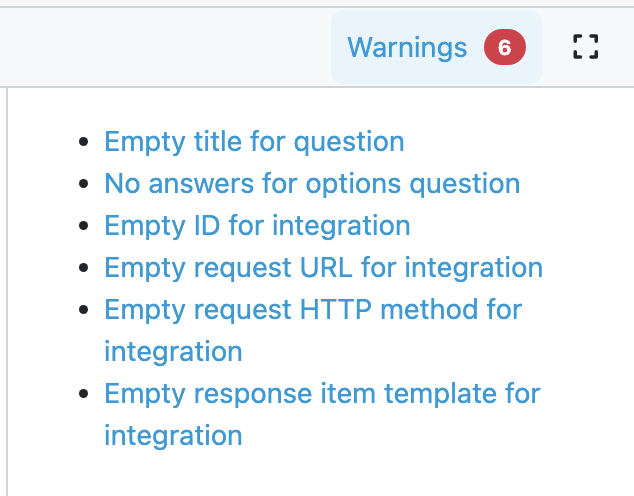 Warnings 6
Empty title for question
No answers for options question
Empty ID for integration
Empty request URL for integration
Empty request HTTP method for
integration
Empty response item template for
integration